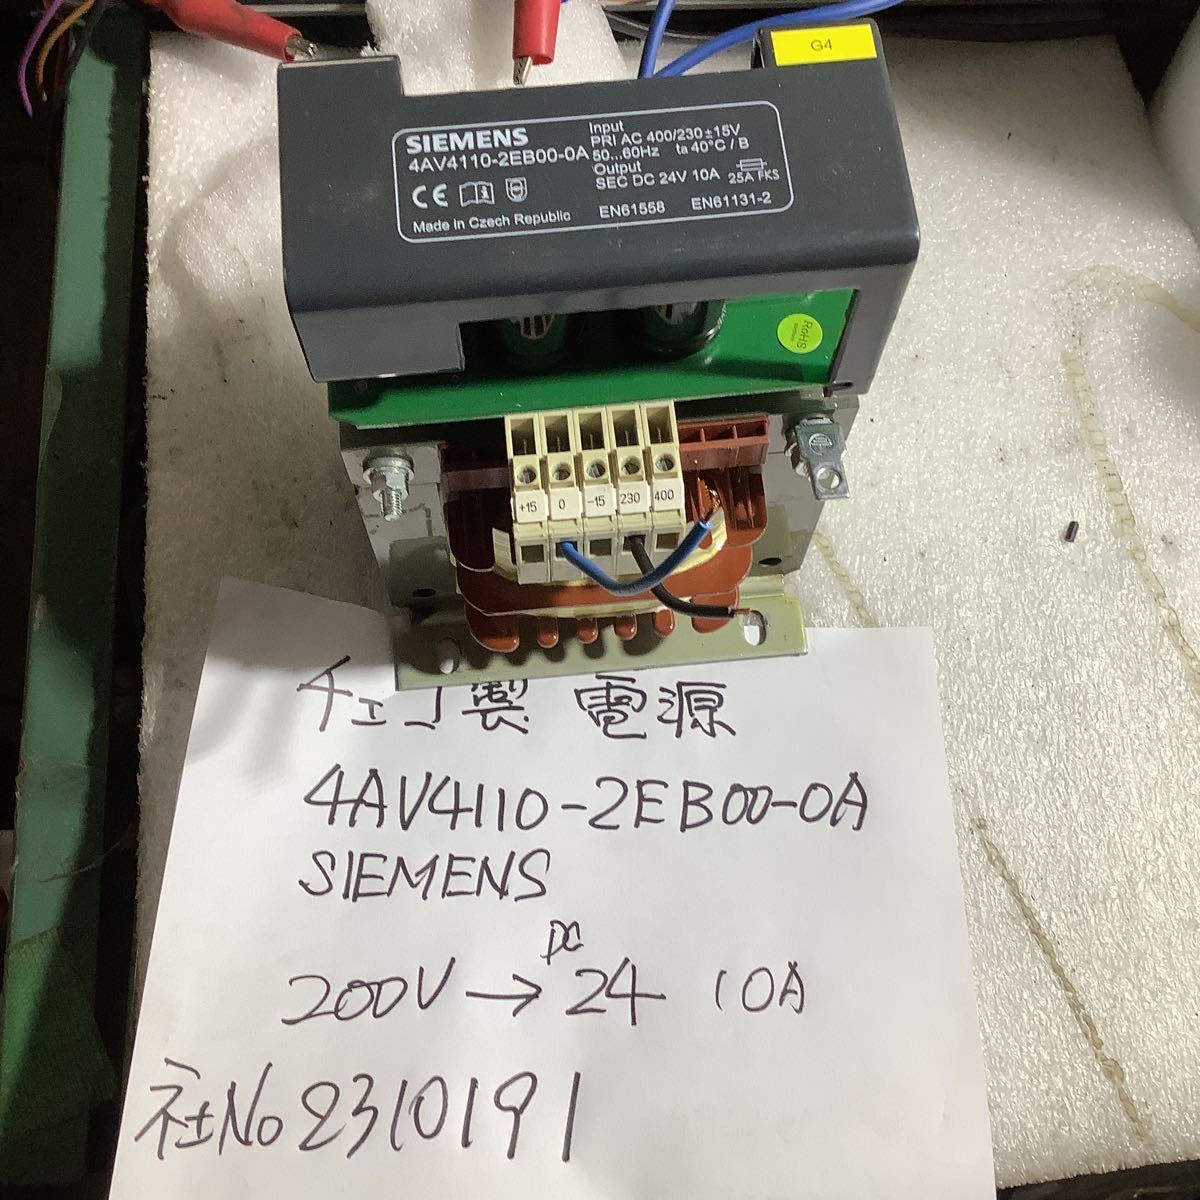 G4
SIEMENS
4AV4110-2EB00-0A
Input
PRI AC 400/230±15V
50...60Hz ta 40°C / B
Output
SEC DC 24V 10A 25A FKS
CE
Made in Czech Republic
EN61558 EN61131-2
RoHS
+15 0 -15 230 400
チェコ製 電源
4AV4110-2EB00-0A
SIEMENS
200V → DC 24 10A
社No 2310191